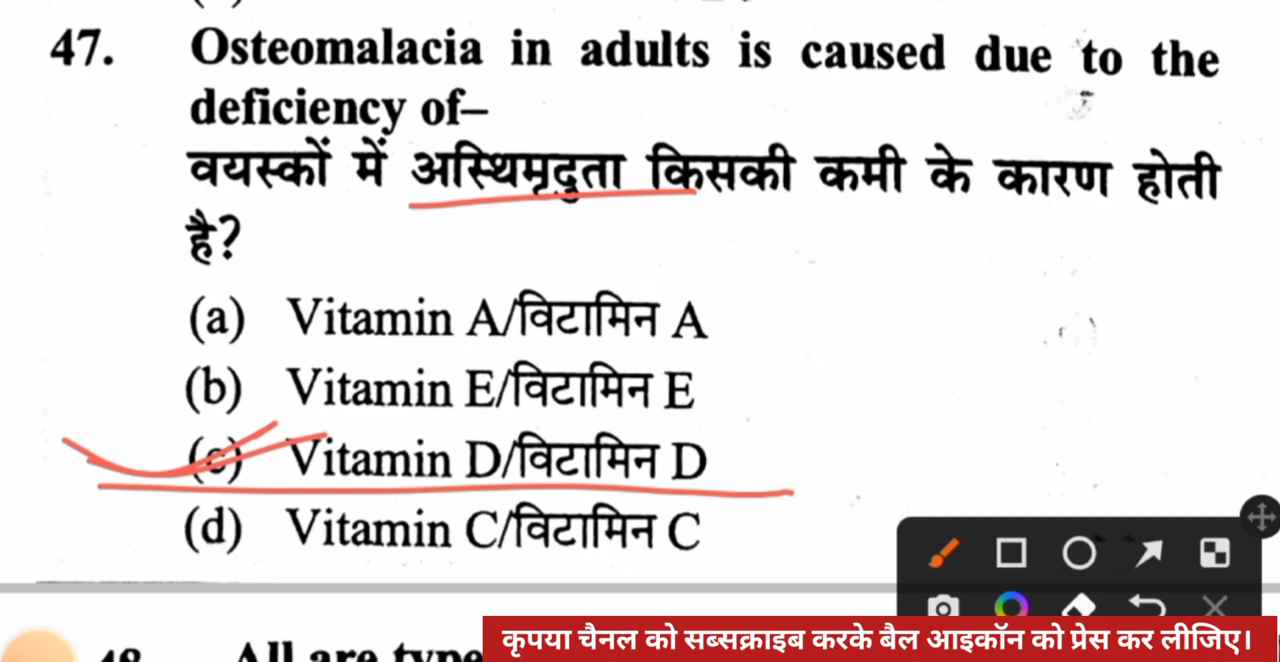 47. Osteomalacia in adults is caused due to the
deficiency of–
वयस्कों में अस्थिमृदुता किसकी कमी के कारण होती
है?
(a) Vitamin A/विटामिन A
(b) Vitamin E/विटामिन E
(c) Vitamin D/विटामिन D
(d) Vitamin C/विटामिन C
48. All are type
कृपया चैनल को सब्सक्राइब करके बैल आइकॉन को प्रेस कर लीजिए।